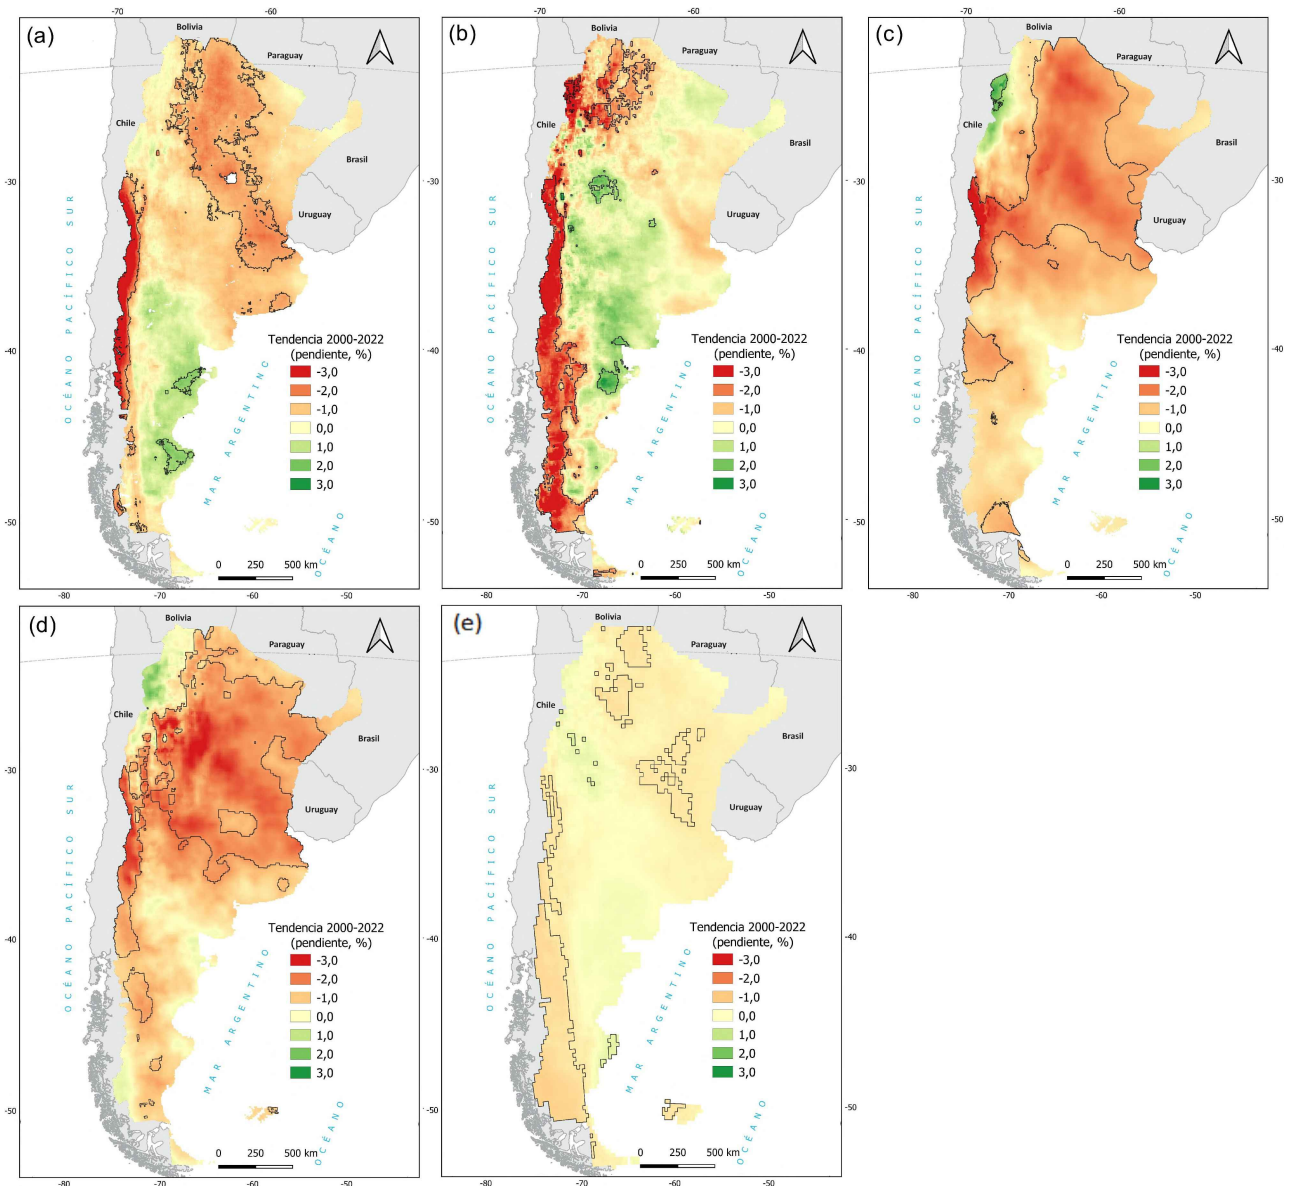 (a)
-70
-60
Bolivia
Paraguay
Chile
Brasil
Uruguay
-30
-40
-50
OCÉANO PACÍFICO SUR
MAR ARGENTINO
OCÉANO
Tendencia 2000-2022
(pendiente, %)
-3,0
-2,0
-1,0
0,0
1,0
2,0
3,0
0 250 500 km
-80
-70
-60
-50
(b)
-70
-60
Bolivia
Paraguay
Chile
Brasil
Uruguay
-30
-40
-50
OCÉANO PACÍFICO SUR
MAR ARGENTINO
OCÉANO
Tendencia 2000-2022
(pendiente, %)
-3,0
-2,0
-1,0
0,0
1,0
2,0
3,0
0 250 500 km
-80
-70
-60
-50
(c)
-70
-60
Bolivia
Paraguay
Chile
Brasil
Uruguay
-30
-40
-50
OCÉANO PACÍFICO SUR
MAR ARGENTINO
OCÉANO
Tendencia 2000-2022
(pendiente, %)
-3,0
-2,0
-1,0
0,0
1,0
2,0
3,0
0 250 500 km
-80
-70
-60
-50
(d)
Bolivia
Paraguay
Chile
Brasil
Uruguay
-30
-40
-50
OCÉANO PACÍFICO SUR
MAR ARGENTINO
OCÉANO
Tendencia 2000-2022
(pendiente, %)
-3,0
-2,0
-1,0
0,0
1,0
2,0
3,0
0 250 500 km
-80
-70
-60
-50
(e)
Bolivia
Paraguay
Chile
Brasil
Uruguay
-30
-40
-50
OCÉANO PACÍFICO SUR
MAR ARGENTINO
OCÉANO
Tendencia 2000-2022
(pendiente, %)
-3,0
-2,0
-1,0
0,0
1,0
2,0
3,0
0 250 500 km
-80
-70
-60
-50